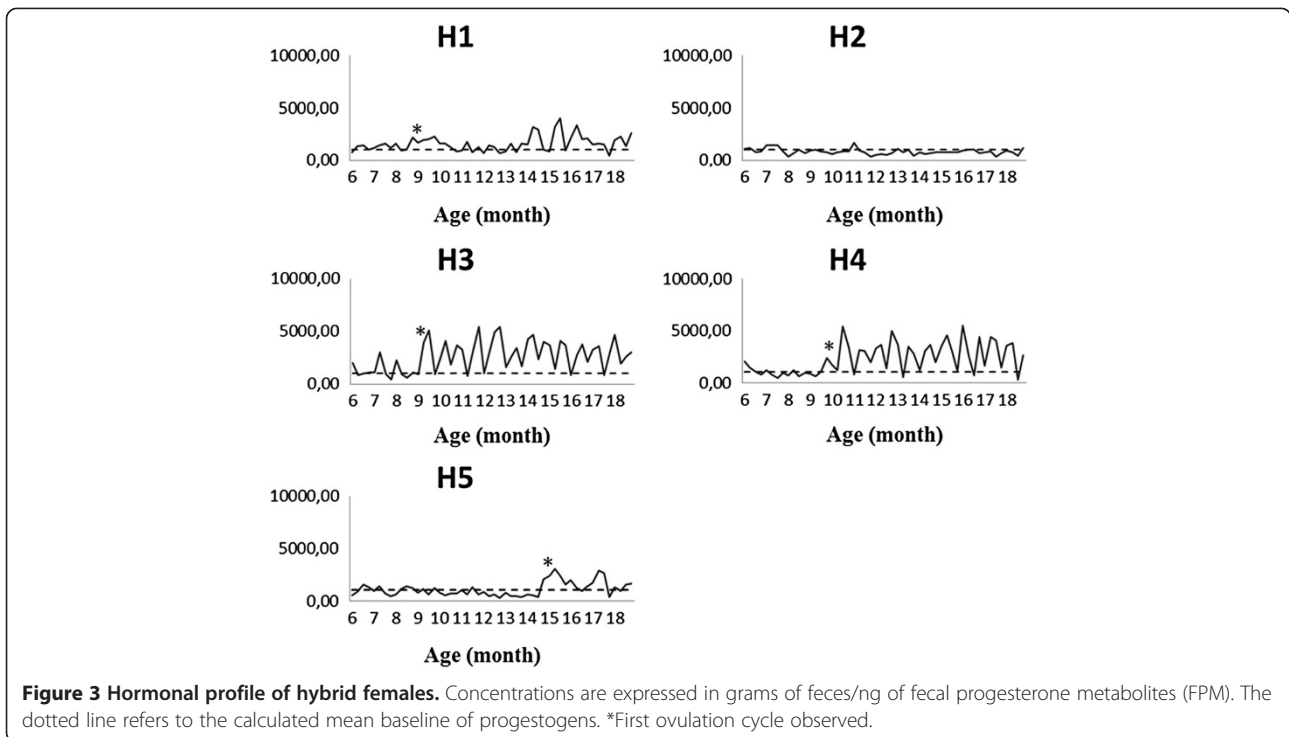 H1
10000,00
5000,00
*
0,00
6 7 8 9 10 11 12 13 14 15 16 17 18
Age (month)
H2
10000,00
5000,00
0,00
6 7 8 9 10 11 12 13 14 15 16 17 18
Age (month)
H3
10000,00
5000,00
*
0,00
6 7 8 9 10 11 12 13 14 15 16 17 18
Age (month)
H4
10000,00
5000,00
*
0,00
6 7 8 9 10 11 12 13 14 15 16 17 18
Age (month)
H5
10000,00
5000,00
*
0,00
6 7 8 9 10 11 12 13 14 15 16 17 18
Age (month)
Figure 3 Hormonal profile of hybrid females. Concentrations are expressed in grams of feces/ng of fecal progesterone metabolites (FPM). The
dotted line refers to the calculated mean baseline of progestogens. *First ovulation cycle observed.